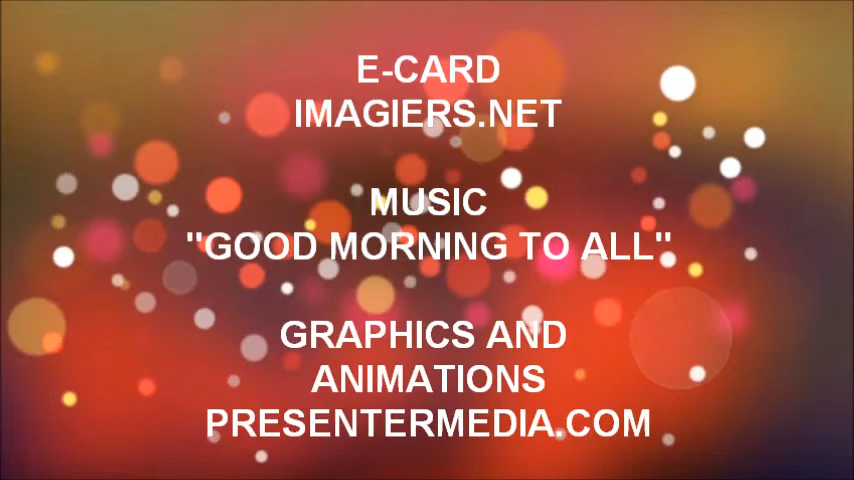 E-CARD
IMAGIERS.NET
MUSIC
"GOOD MORNING TO ALL"
GRAPHICS AND
ANIMATIONS
PRESENTERMEDIA.COM